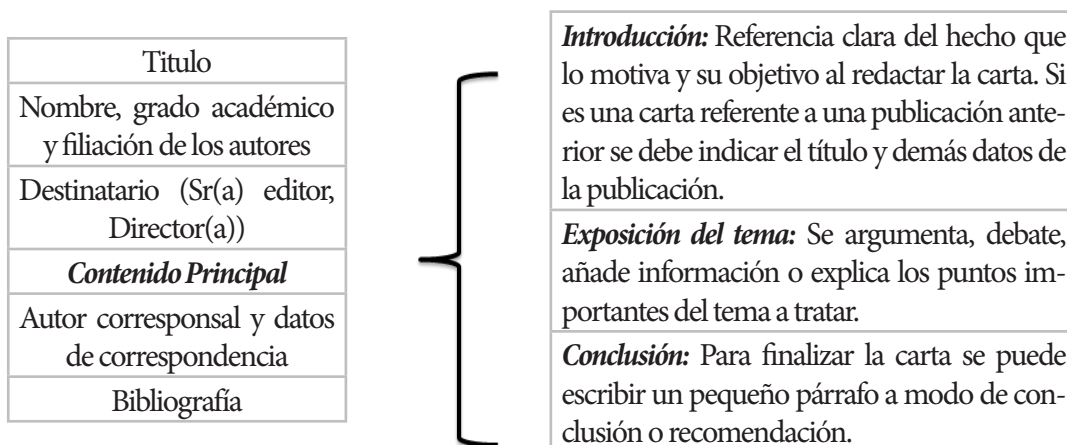 Titulo
Nombre, grado académico
y filiación de los autores
Destinatario (Sr(a) editor,
Director(a))
Contenido Principal
Autor corresponsal y datos
de correspondencia
Bibliografía
Introducción: Referencia clara del hecho que
lo motiva y su objetivo al redactar la carta. Si
es una carta referente a una publicación ante-
rior se debe indicar el título y demás datos de
la publicación.
Exposición del tema: Se argumenta, debate,
añade información o explica los puntos im-
portantes del tema a tratar.
Conclusión: Para finalizar la carta se puede
escribir un pequeño párrafo a modo de con-
clusión o recomendación.